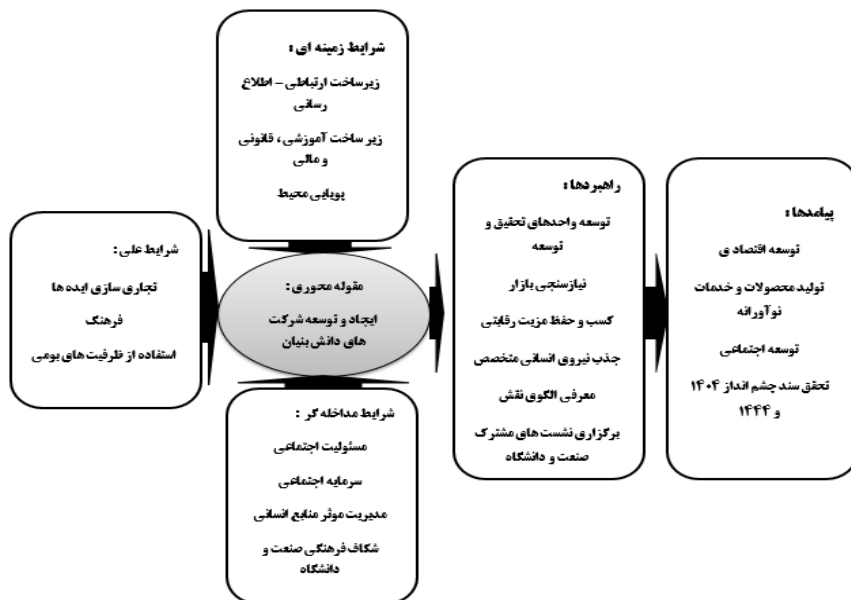 شرایط زمینه ای :
زیرساخت ارتباطی – اطلاع
رسانی
زیر ساخت آموزشی ، قانونی
و مالی
پویایی محیط
شرایط علی :
تجاری سازی ایده ها
فرهنگ
استفاده از ظرفیت های بومی
مقوله محوری :
ایجاد و توسعه شرکت
های دانش بنیان
شرایط مداخله گر :
مسئولیت اجتماعی
سرمایه اجتماعی
مدیریت موثر منابع انسانی
شکاف فرهنگی صنعت و
دانشگاه
راهبردها :
توسعه واحدهای تحقیق و
توسعه
نیازسنجی بازار
کسب و حفظ مزیت رقابتی
جذب نیروی انسانی متخصص
معرفی الگوی نقش
برگزاری نشست های مشترک
صنعت و دانشگاه
پیامدها :
توسعه اقتصاد ی
تولید محصولات و خدمات
نوآورانه
توسعه اجتماعی
تحقق سند چشم انداز ۱۴۰۴
و ۱۴۴۴